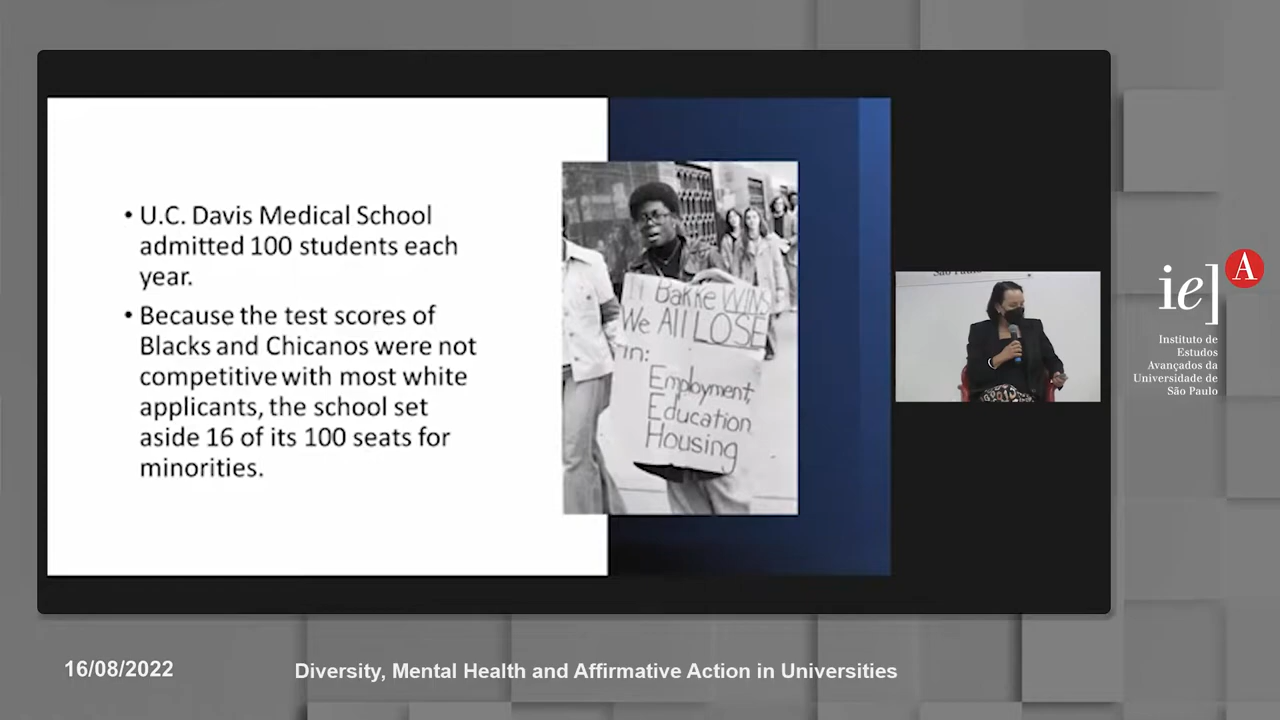 • U.C. Davis Medical School
admitted 100 students each
year.
• Because the test scores of
Blacks and Chicanos were not
competitive with most white
applicants, the school set
aside 16 of its 100 seats for
minorities.
Bakke WINS
We All LOSE
in:
Employment,
Education
Housing
São Paulo
ie] A
Instituto de
Estudos
Avançados da
Universidade de
São Paulo
16/08/2022
Diversity, Mental Health and Affirmative Action in Universities